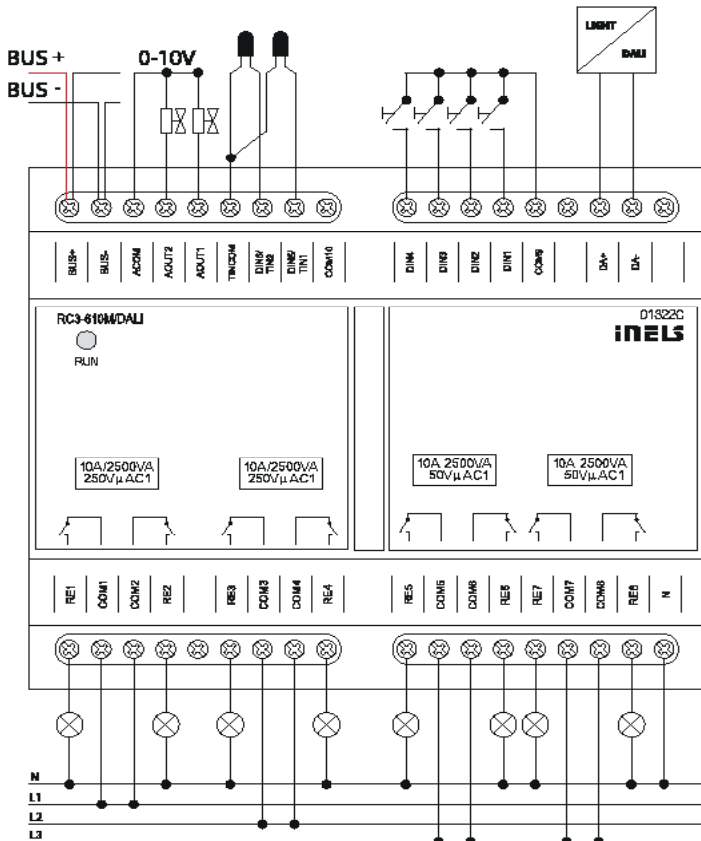 LIGHT
DALI
BUS +
0-10V
BUS -
BUS+
BUS-
ACOM
AOUT2
AOUT1
TINCOM
DIN6/
TIN2
DIN5/
TIN1
COM10
DIN4
DIN3
DIN2
DIN1
COM9
DA+
DA-
RC3-610M/DALI
RUN
01322C
iNELS
10A/2500VA
250VµAC1
10A/2500VA
250VµAC1
10A 2500VA
50VµAC1
10A 2500VA
50VµAC1
RE1
COM1
COM2
RE2
RE3
COM3
COM4
RE4
RE5
COM5
COM6
RE6
RE7
COM7
COM8
RE8
N
N
L1
L2
L3